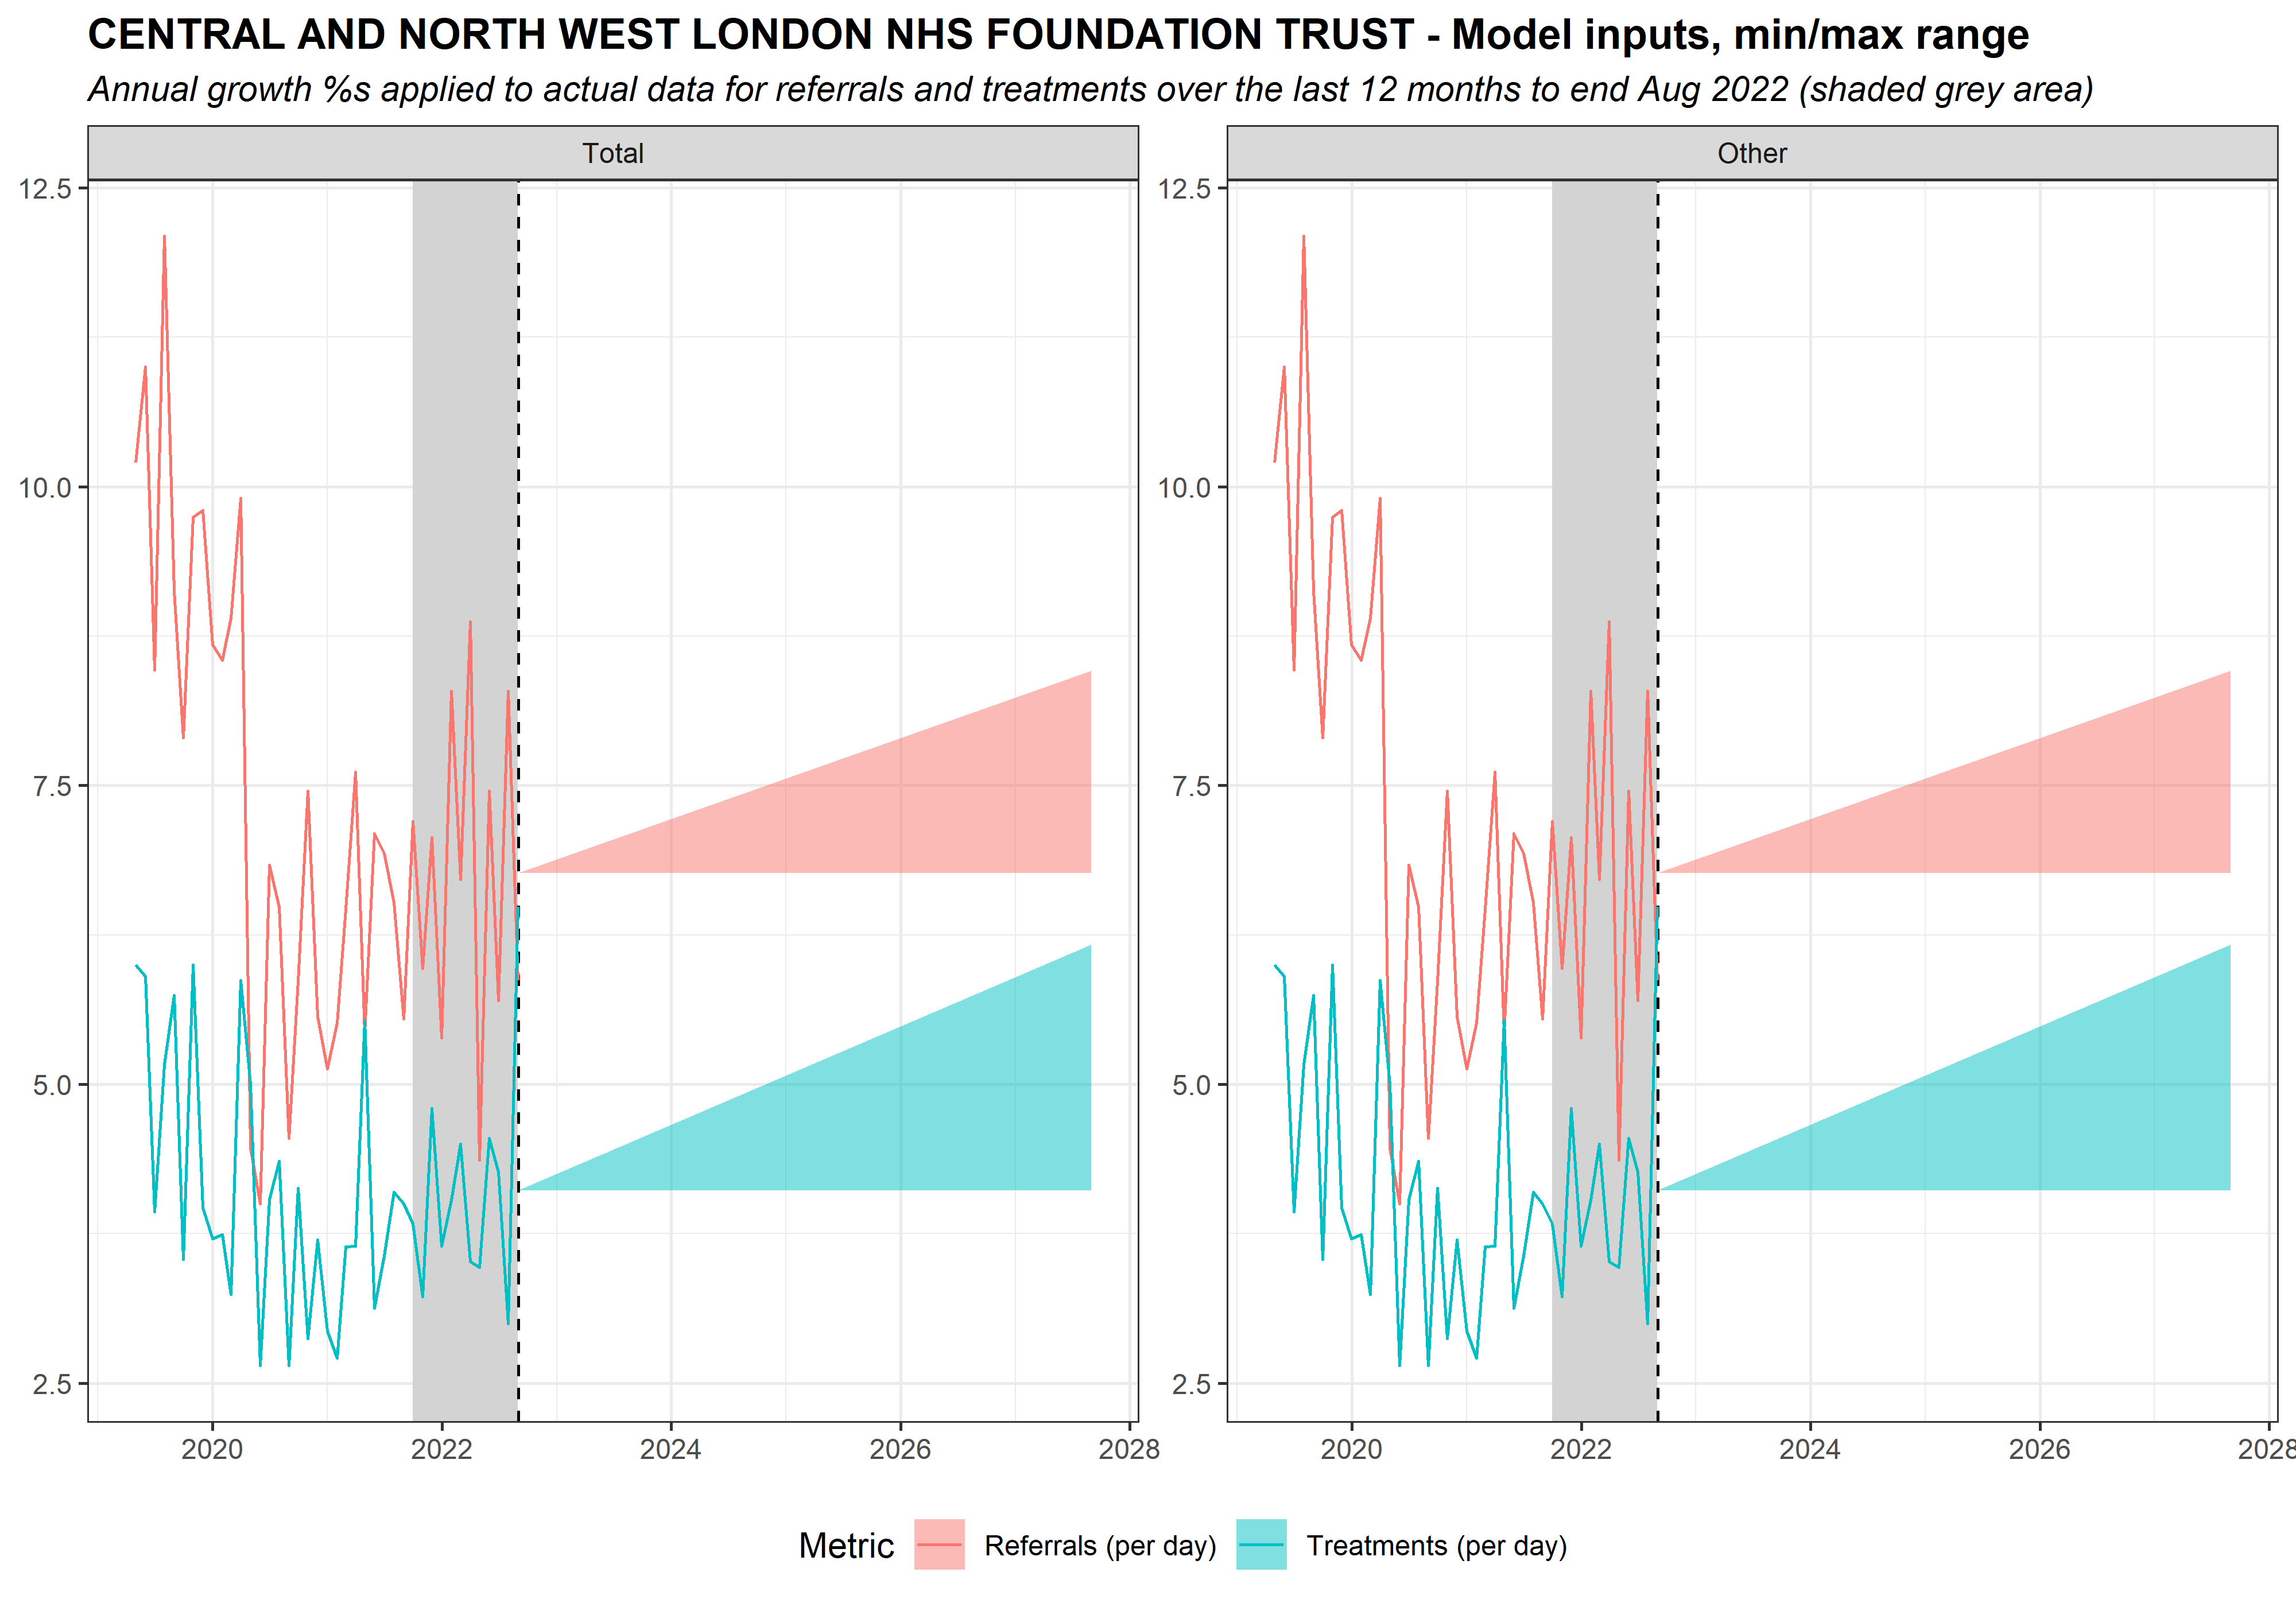 CENTRAL AND NORTH WEST LONDON NHS FOUNDATION TRUST - Model inputs, min/max range
Annual growth %s applied to actual data for referrals and treatments over the last 12 months to end Aug 2022 (shaded grey area)
Total
Other
12.5
10.0
7.5
5.0
2.5
12.5
10.0
7.5
5.0
2.5
2020 2022 2024 2026 2028
2020 2022 2024 2026 2028
Metric Referrals (per day) Treatments (per day)